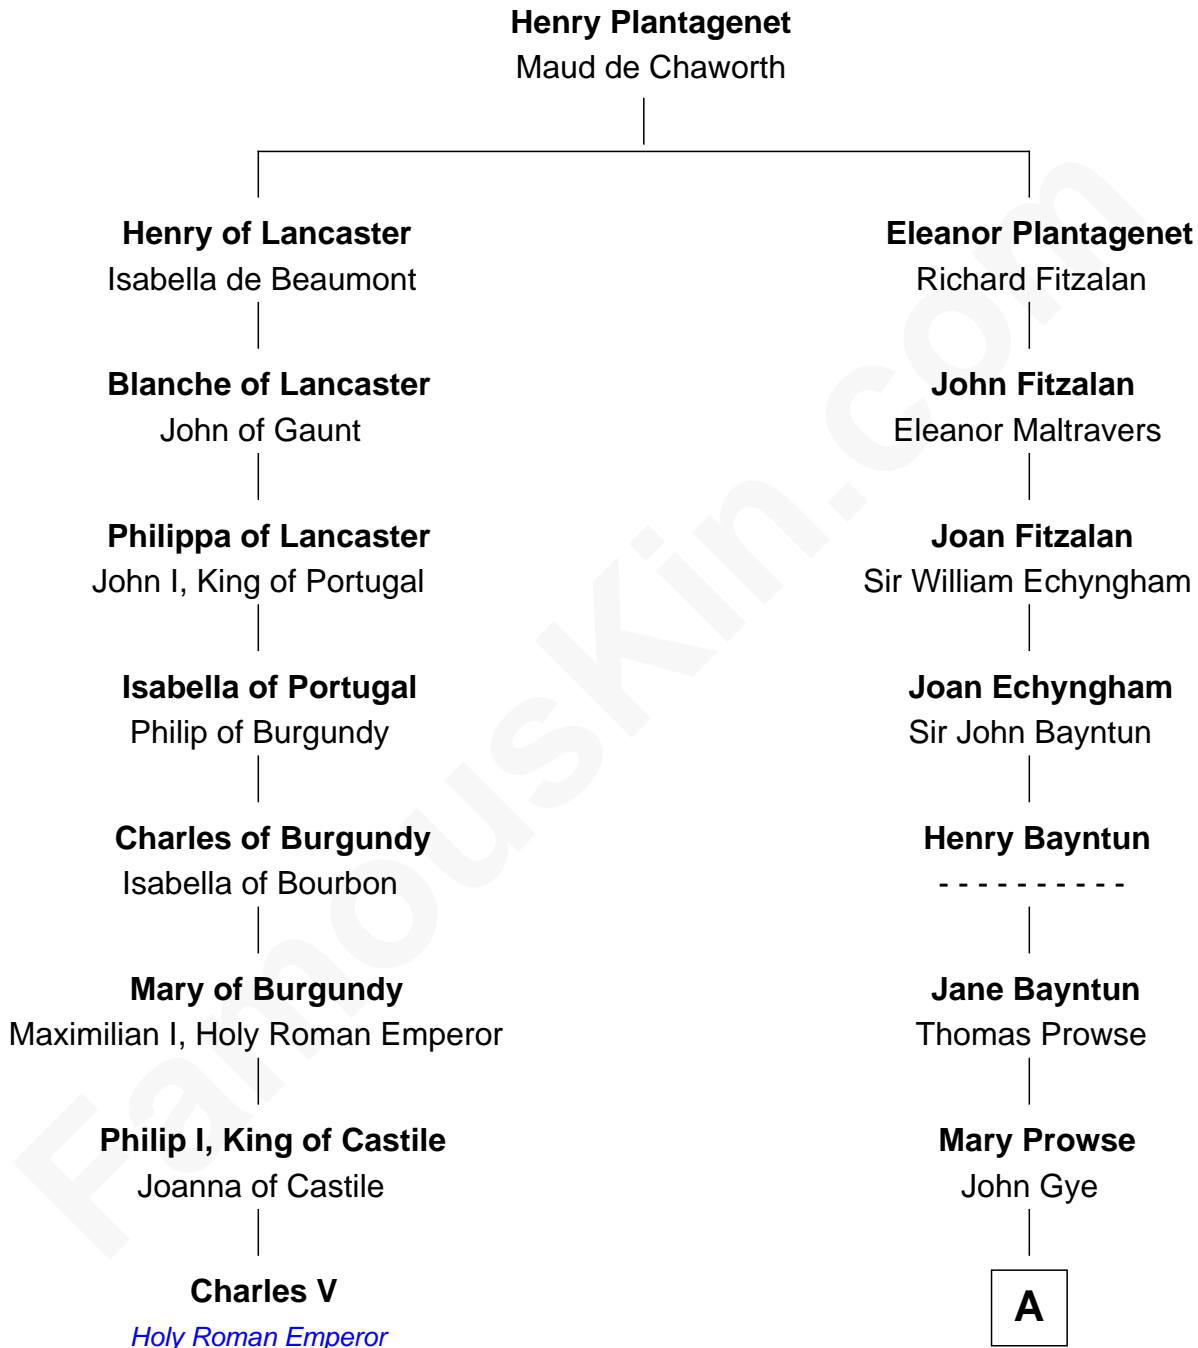 Henry Plantagenet
Maud de Chaworth
Henry of Lancaster
Isabella de Beaumont
Eleanor Plantagenet
Richard Fitzalan
Blanche of Lancaster
John of Gaunt
John Fitzalan
Eleanor Maltravers
Philippa of Lancaster
John I, King of Portugal
Joan Fitzalan
Sir William Echyngham
Isabella of Portugal
Philip of Burgundy
Joan Echyngham
Sir John Bayntun
Charles of Burgundy
Isabella of Bourbon
Henry Bayntun
- - - - - - - - - -
Mary of Burgundy
Maximilian I, Holy Roman Emperor
Jane Bayntun
Thomas Prowse
Philip I, King of Castile
Joanna of Castile
Mary Prowse
John Gye
Charles V
Holy Roman Emperor
A
FamousKin.com